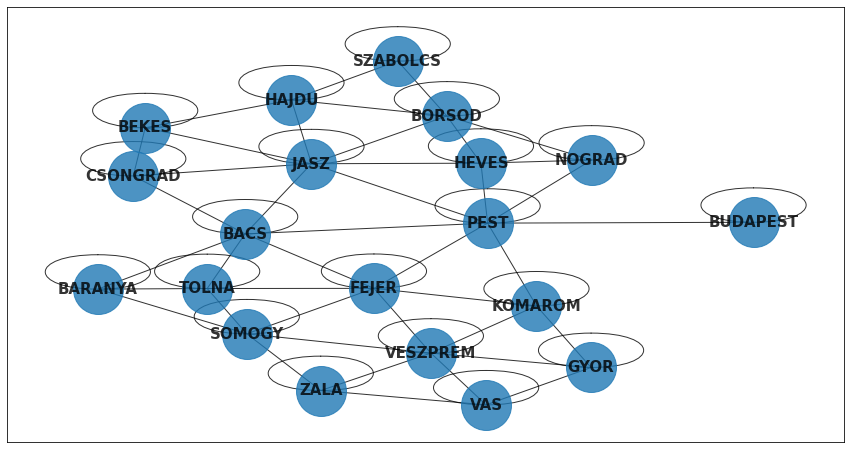 SZABOLCS
HAJDU
BORSOD
BEKES
NOGRAD
JASZ
HEVES
CSONGRAD
BUDAPEST
PEST
BACS
BARANYA
TOLNA
FEJER
KOMAROM
SOMOGY
VESZPREM
GYOR
ZALA
VAS